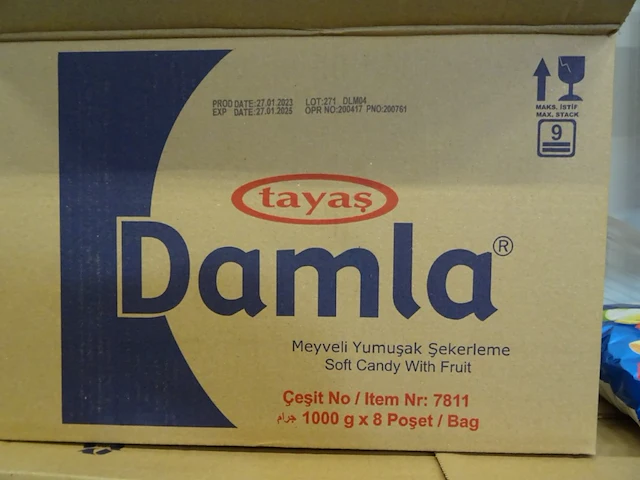 PROD DATE:27.01.2023 LOT:271 DLM04
EXP DATE:27.01.2025 OPR NO:200417 PNO:200761
MAKS. İSTİF
MAX. STACK
9
tayaş
Damla®
Meyveli Yumuşak Şekerleme
Soft Candy With Fruit
Çeşit No / Item Nr: 7811
جرام 1000 g x 8 Poşet / Bag